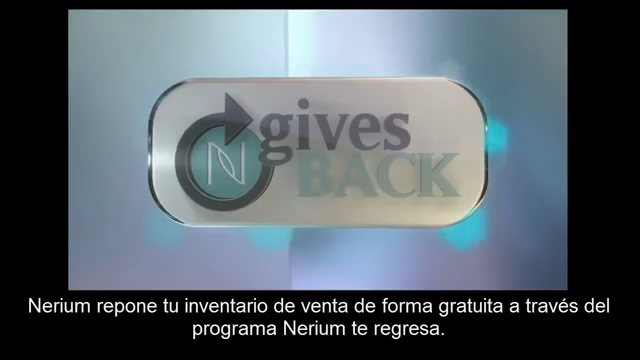 N
gives
BACK
Nerium repone tu inventario de venta de forma gratuita a través del
programa Nerium te regresa.